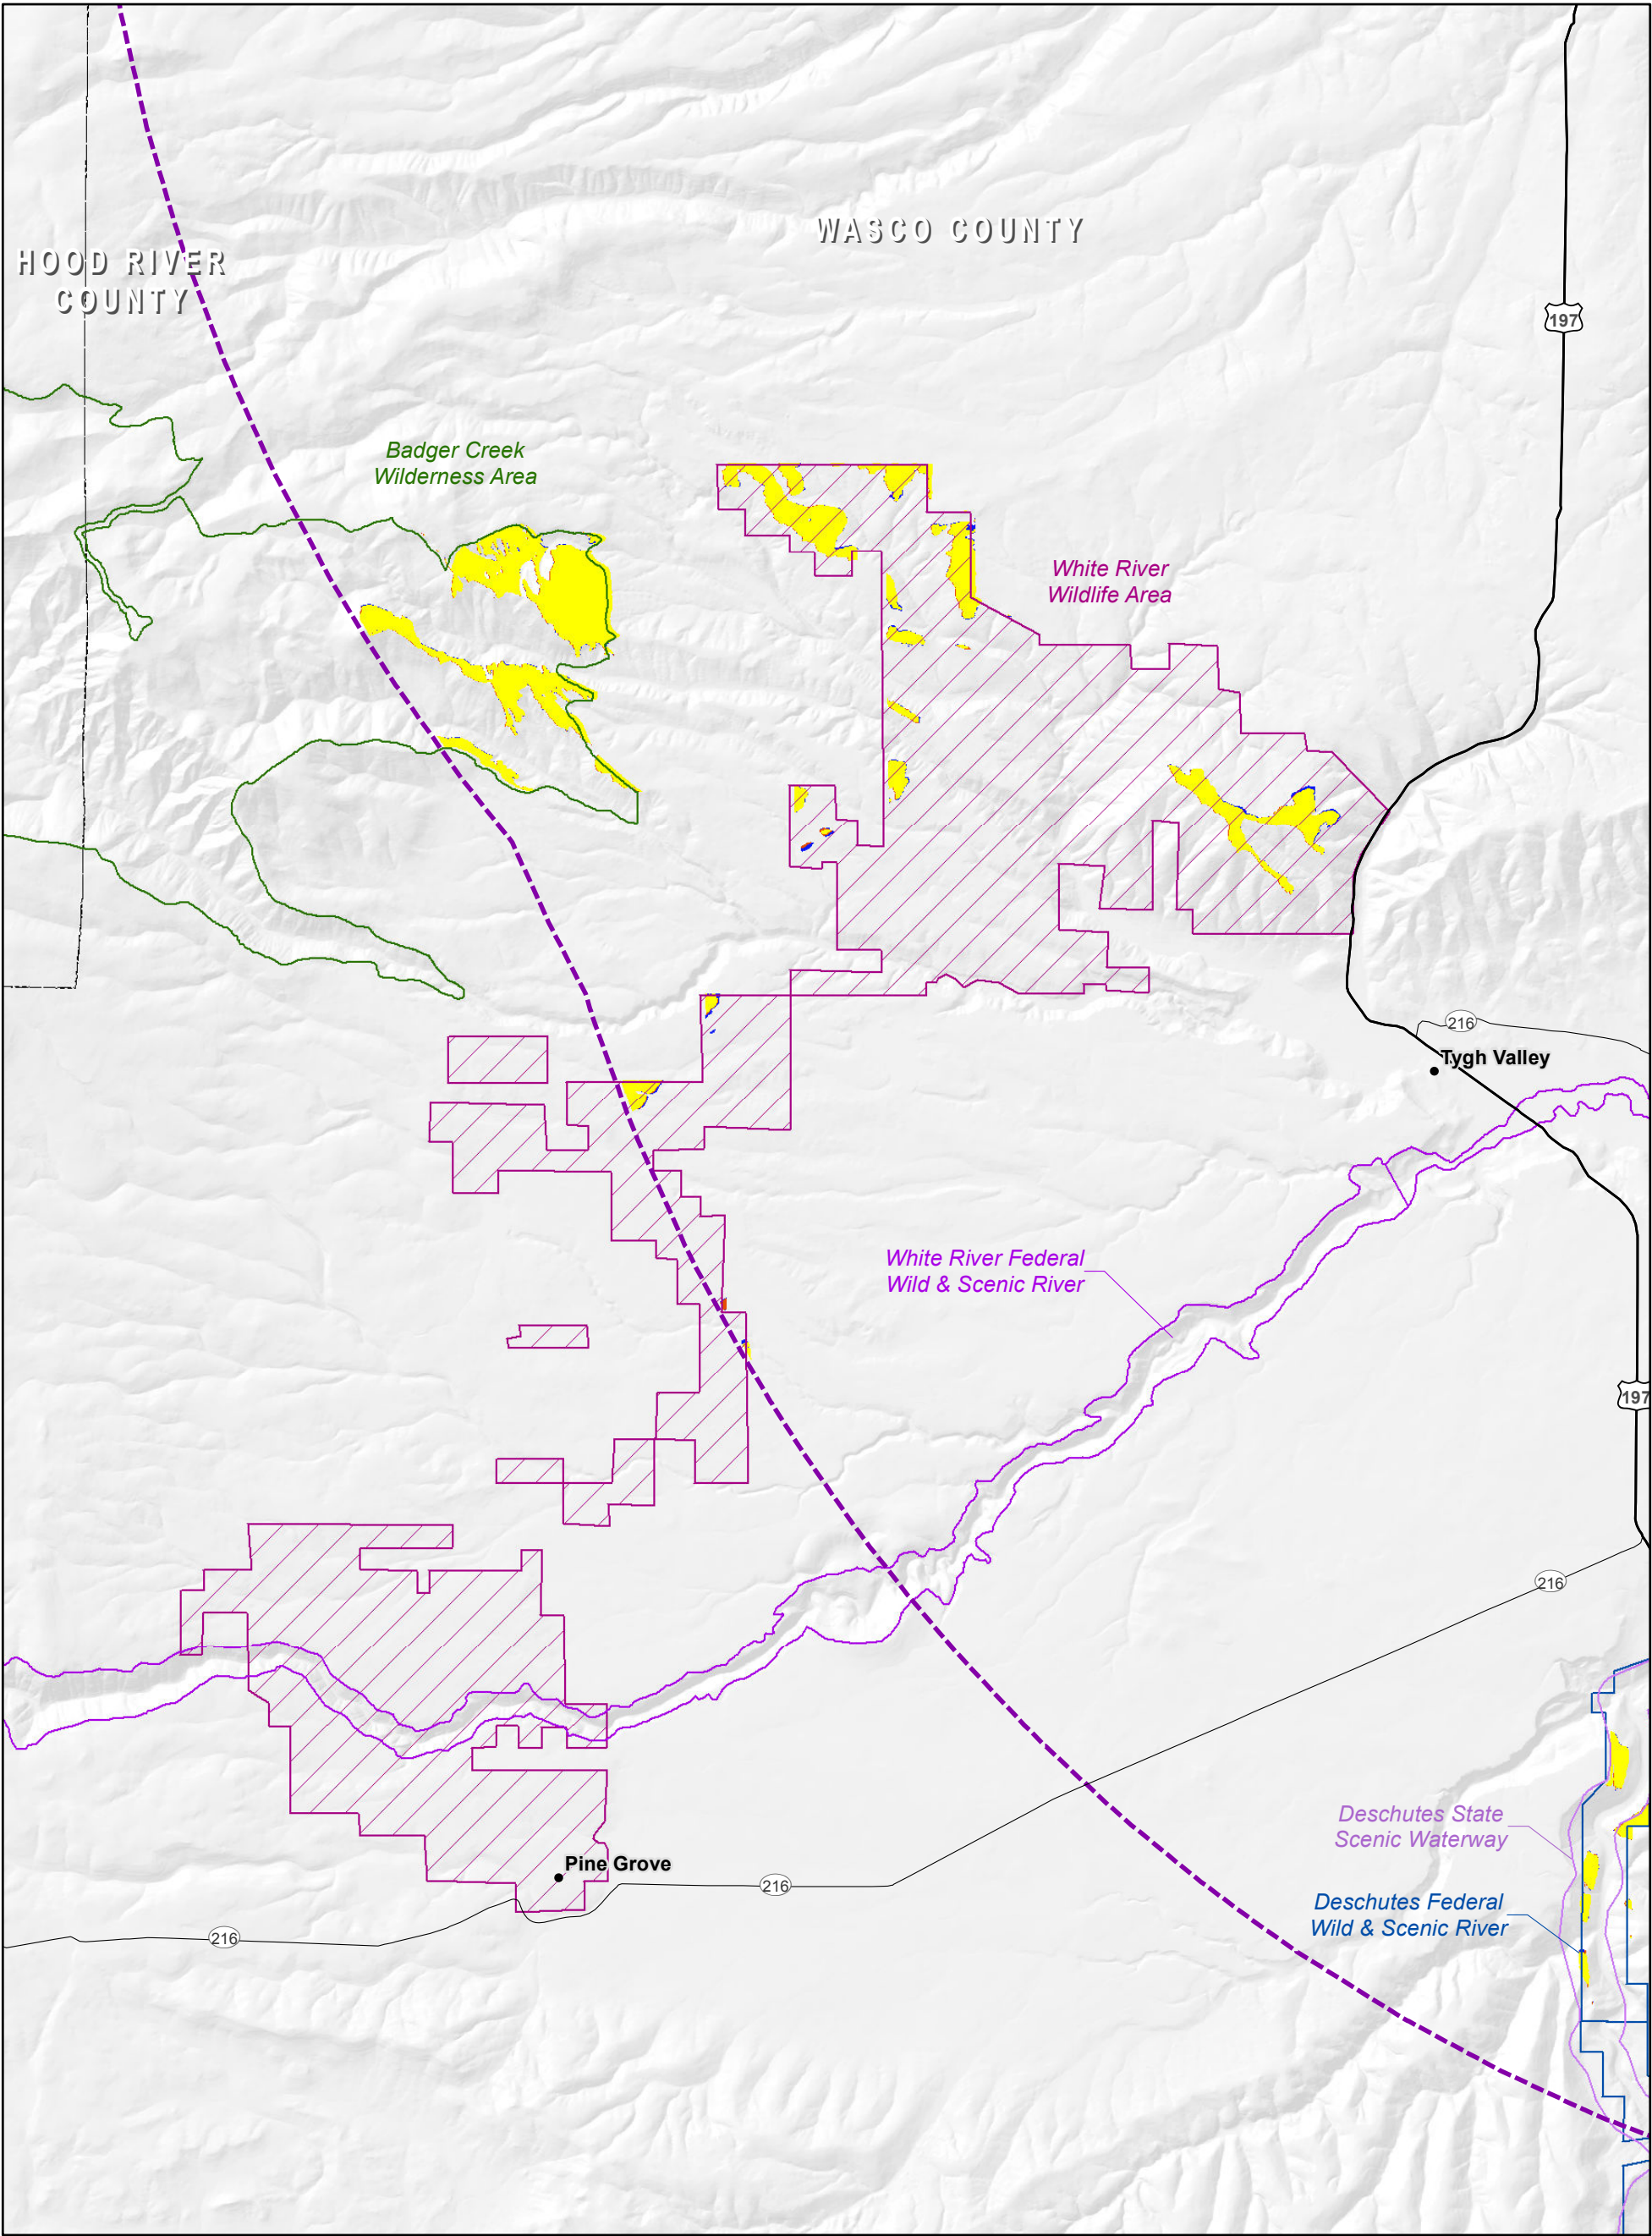 WASCO COUNTY
HOOD RIVER
COUNTY
197
Badger Creek
Wilderness Area
White River
Wildlife Area
216
Tygh Valley
White River Federal
Wild & Scenic River
197
216
Deschutes State
Scenic Waterway
Pine Grove
216
Deschutes Federal
Wild & Scenic River
216